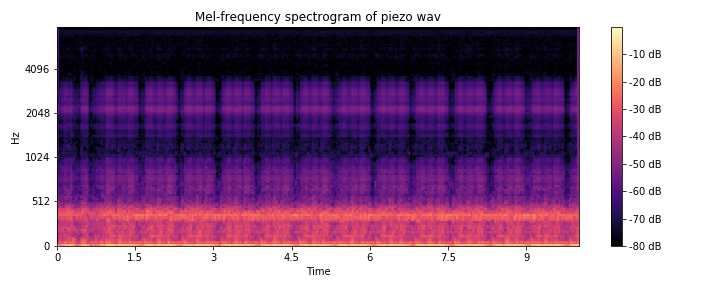 Mel-frequency spectrogram of piezo wav
Hz
4096
2048
1024
512
0
0
1.5
3
4.5
6
7.5
9
Time
-10 dB
-20 dB
-30 dB
-40 dB
-50 dB
-60 dB
-70 dB
-80 dB